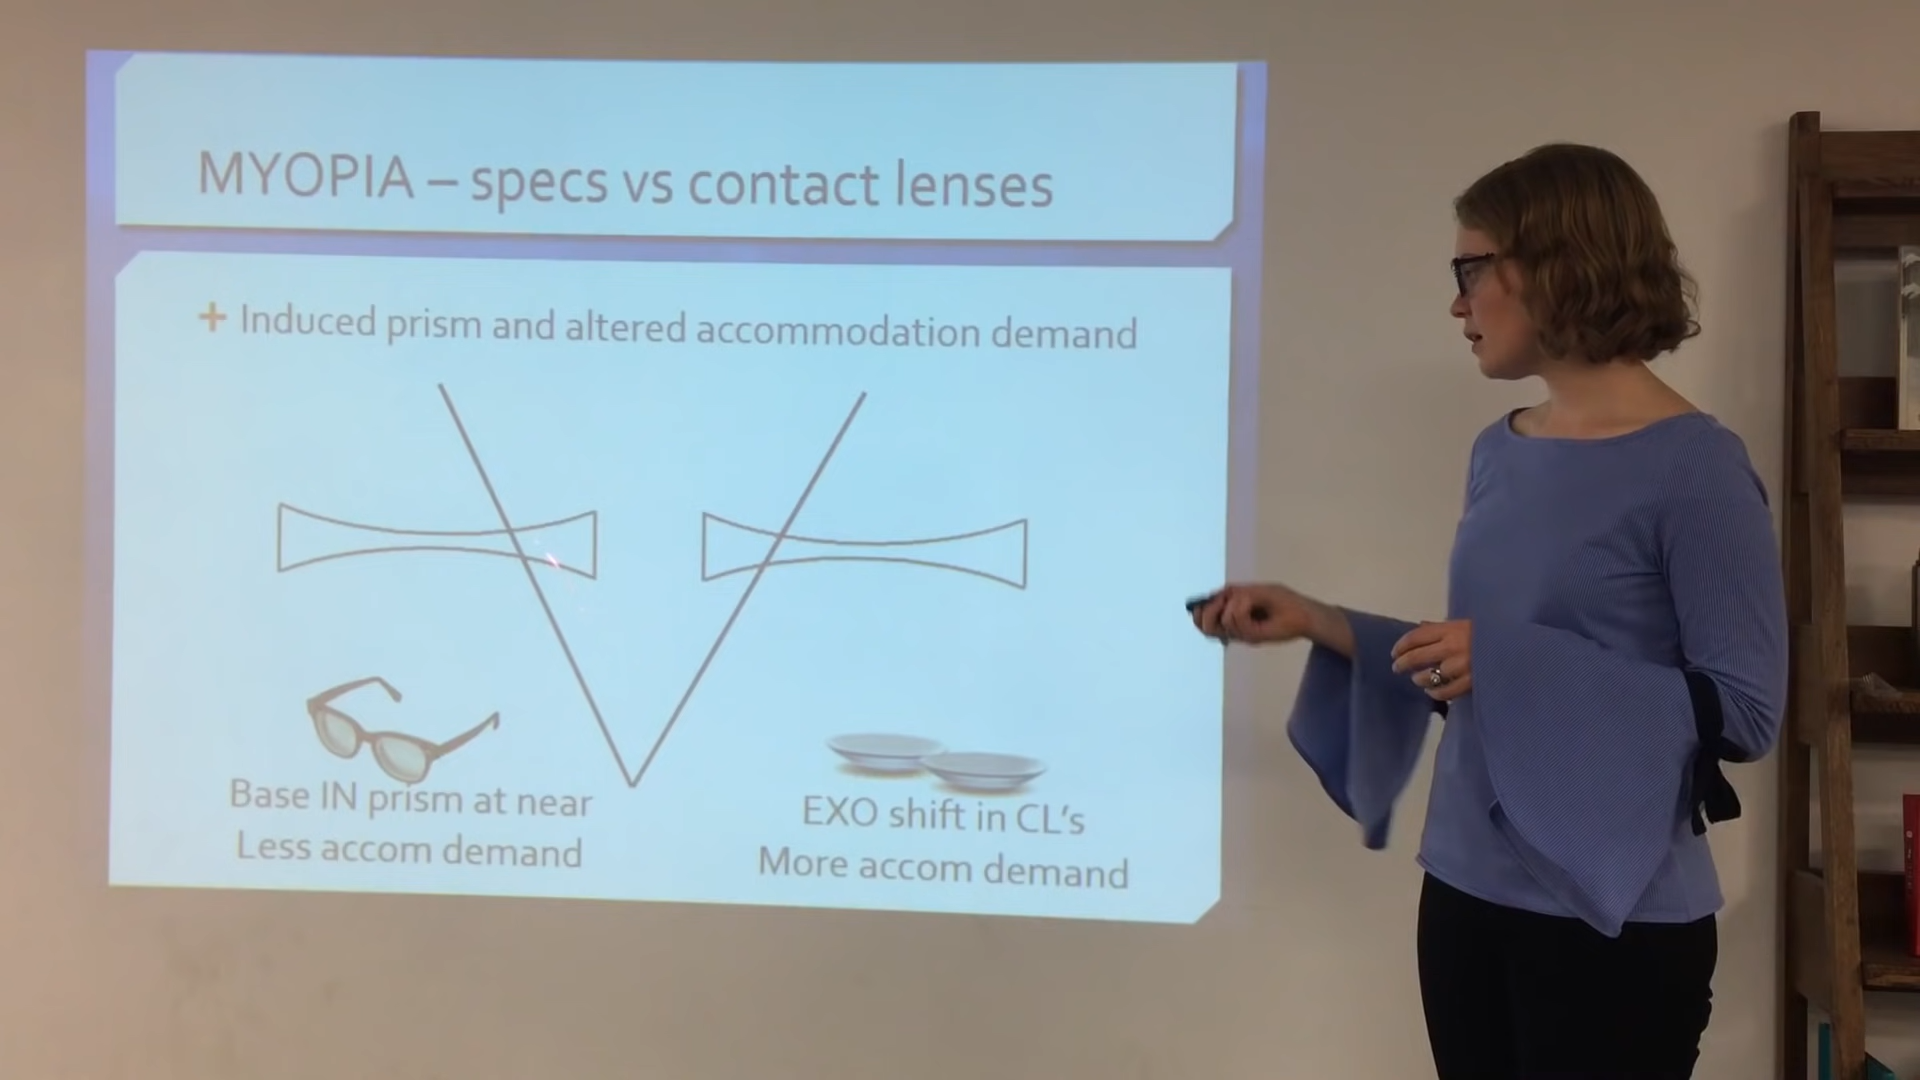 MYOPIA – specs vs contact lenses
+ Induced prism and altered accommodation demand
Base IN prism at near
Less accom demand
EXO shift in CL's
More accom demand